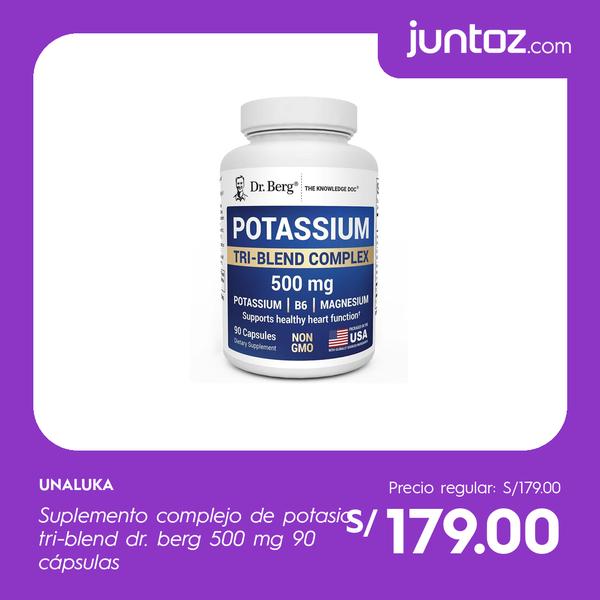 juntoz.com
Dr. Berg® THE KNOWLEDGE DOC®
POTASSIUM
TRI-BLEND COMPLEX
500 mg
POTASSIUM | B6 | MAGNESIUM
Supports healthy heart function†
90 Capsules
Dietary Supplement
NON
GMO
USA
UNALUKA
Precio regular: S/179.00
Suplemento complejo de potasio
tri-blend dr. berg 500 mg 90
cápsulas
S/ 179.00